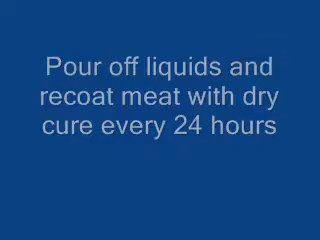 Pour off liquids and
recoat meat with dry
cure every 24 hours